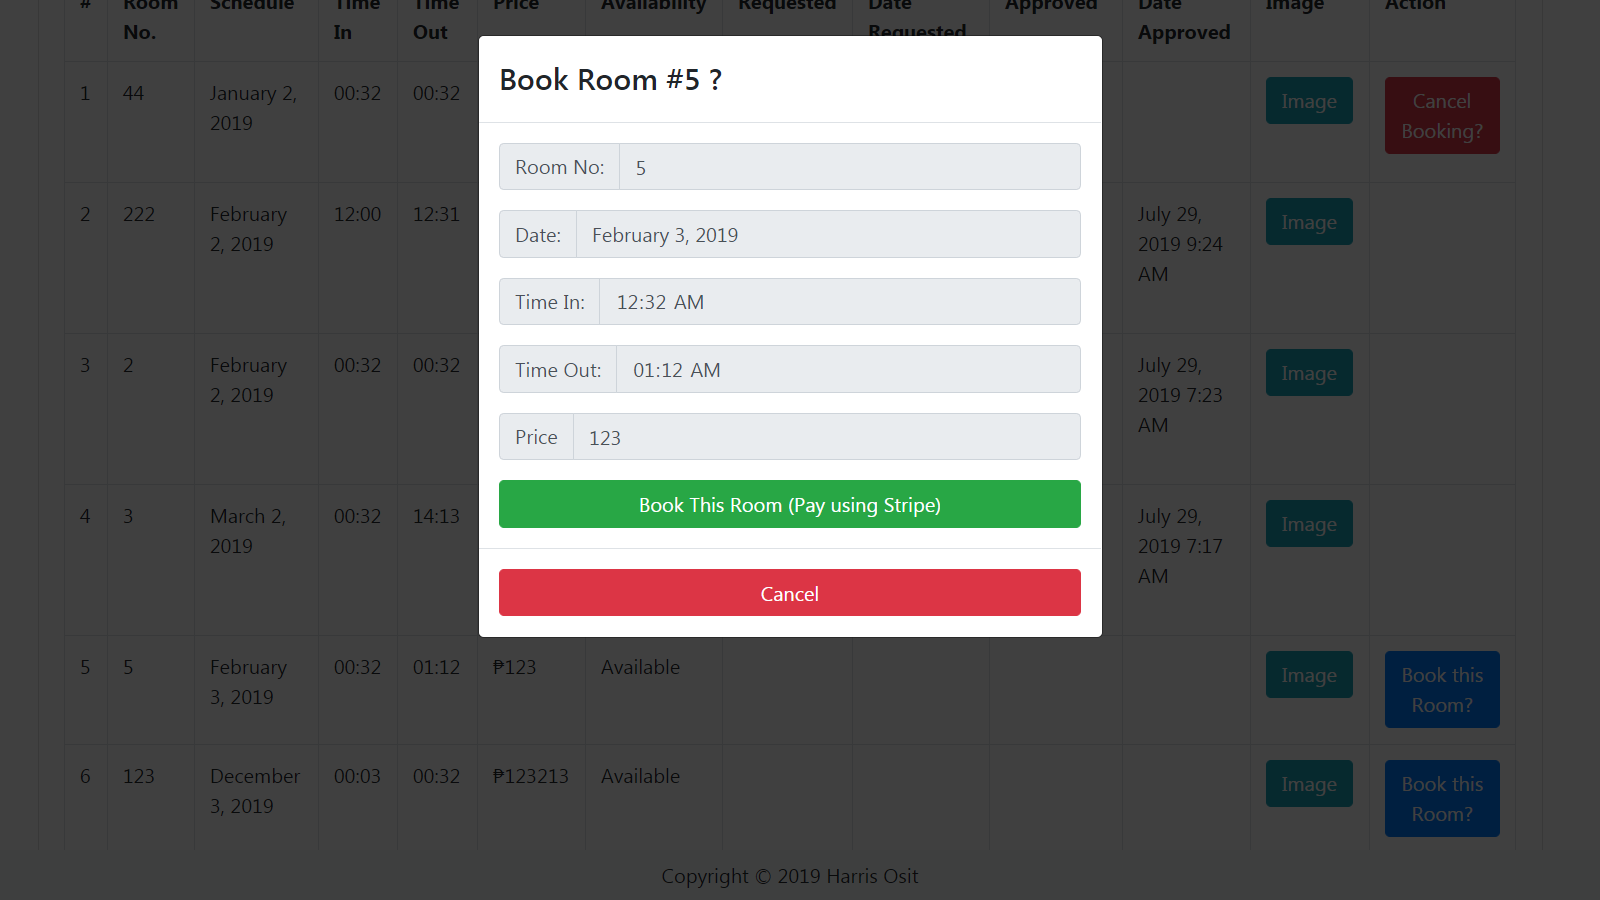 # Room Schedule Time Time Price Availability Requested Date Approved Date Image Action
No. In Out Requested Approved
Book Room #5 ?
Room No: 5
Date: February 3, 2019
Time In: 12:32 AM
Time Out: 01:12 AM
Price 123
Book This Room (Pay using Stripe)
Cancel
1 44 January 2, 00:32 00:32 Image Cancel
2019 Booking?
2 222 February 12:00 12:31 July 29, Image
2, 2019 2019 9:24
AM
3 2 February 00:32 00:32 July 29, Image
2, 2019 2019 7:23
AM
4 3 March 2, 00:32 14:13 July 29, Image
2019 2019 7:17
AM
5 5 February 00:32 01:12 ₱123 Available Image Book this
3, 2019 Room?
6 123 December 00:03 00:32 ₱123213 Available Image Book this
3, 2019 Room?
Copyright © 2019 Harris Osit